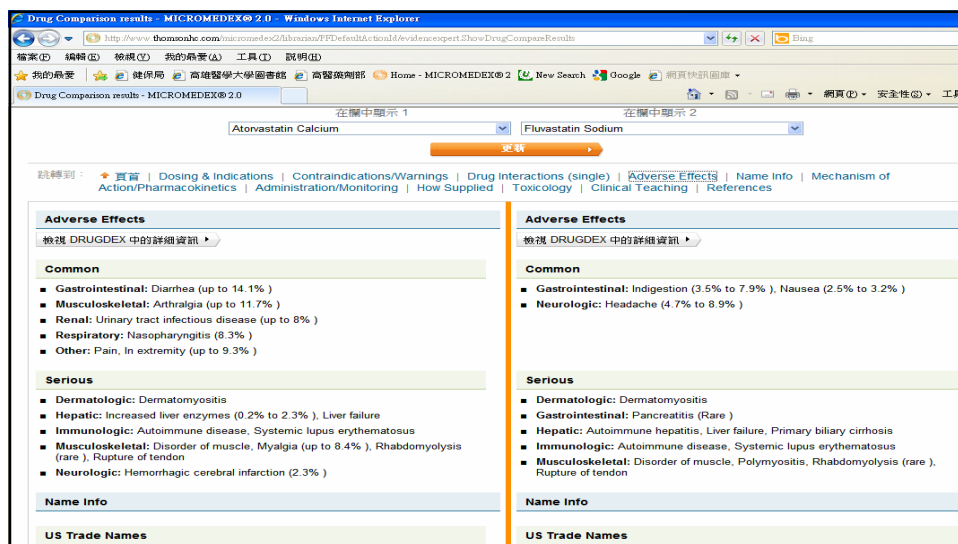 Drug Comparison results - MICROMEDEX® 2.0 - Windows Internet Explorer
http://www.thomsonhc.com/micromedex2/librarian/PFDefaultActionId/evidencexpert.ShowDrugCompareResults
Bing
檔案(F) 編輯(E) 檢視(V) 我的最愛(A) 工具(T) 說明(H)
我的最愛 健保局 高雄醫學大學圖書館 高醫藥劑部 Home - MICROMEDEX® 2 New Search Google 網頁快訊圖庫
Drug Comparison results - MICROMEDEX® 2.0 網頁(P) 安全性(S)
在欄中顯示 1 在欄中顯示 2
Atorvastatin Calcium Fluvastatin Sodium
更新
跳轉到: 頁首 | Dosing & Indications | Contraindications/Warnings | Drug Interactions (single) | Adverse Effects | Name Info | Mechanism of
Action/Pharmacokinetics | Administration/Monitoring | How Supplied | Toxicology | Clinical Teaching | References
Adverse Effects
檢視 DRUGDEX 中的詳細資訊
Common
Gastrointestinal: Diarrhea (up to 14.1% )
Musculoskeletal: Arthralgia (up to 11.7% )
Renal: Urinary tract infectious disease (up to 8% )
Respiratory: Nasopharyngitis (8.3% )
Other: Pain, In extremity (up to 9.3% )
Serious
Dermatologic: Dermatomyositis
Hepatic: Increased liver enzymes (0.2% to 2.3% ), Liver failure
Immunologic: Autoimmune disease, Systemic lupus erythematosus
Musculoskeletal: Disorder of muscle, Myalgia (up to 8.4% ), Rhabdomyolysis
(rare ), Rupture of tendon
Neurologic: Hemorrhagic cerebral infarction (2.3% )
Name Info
US Trade Names
Adverse Effects
檢視 DRUGDEX 中的詳細資訊
Common
Gastrointestinal: Indigestion (3.5% to 7.9% ), Nausea (2.5% to 3.2% )
Neurologic: Headache (4.7% to 8.9% )
Serious
Dermatologic: Dermatomyositis
Gastrointestinal: Pancreatitis (Rare )
Hepatic: Autoimmune hepatitis, Liver failure, Primary biliary cirrhosis
Immunologic: Autoimmune disease, Systemic lupus erythematosus
Musculoskeletal: Disorder of muscle, Polymyositis, Rhabdomyolysis (rare ),
Rupture of tendon
Name Info
US Trade Names